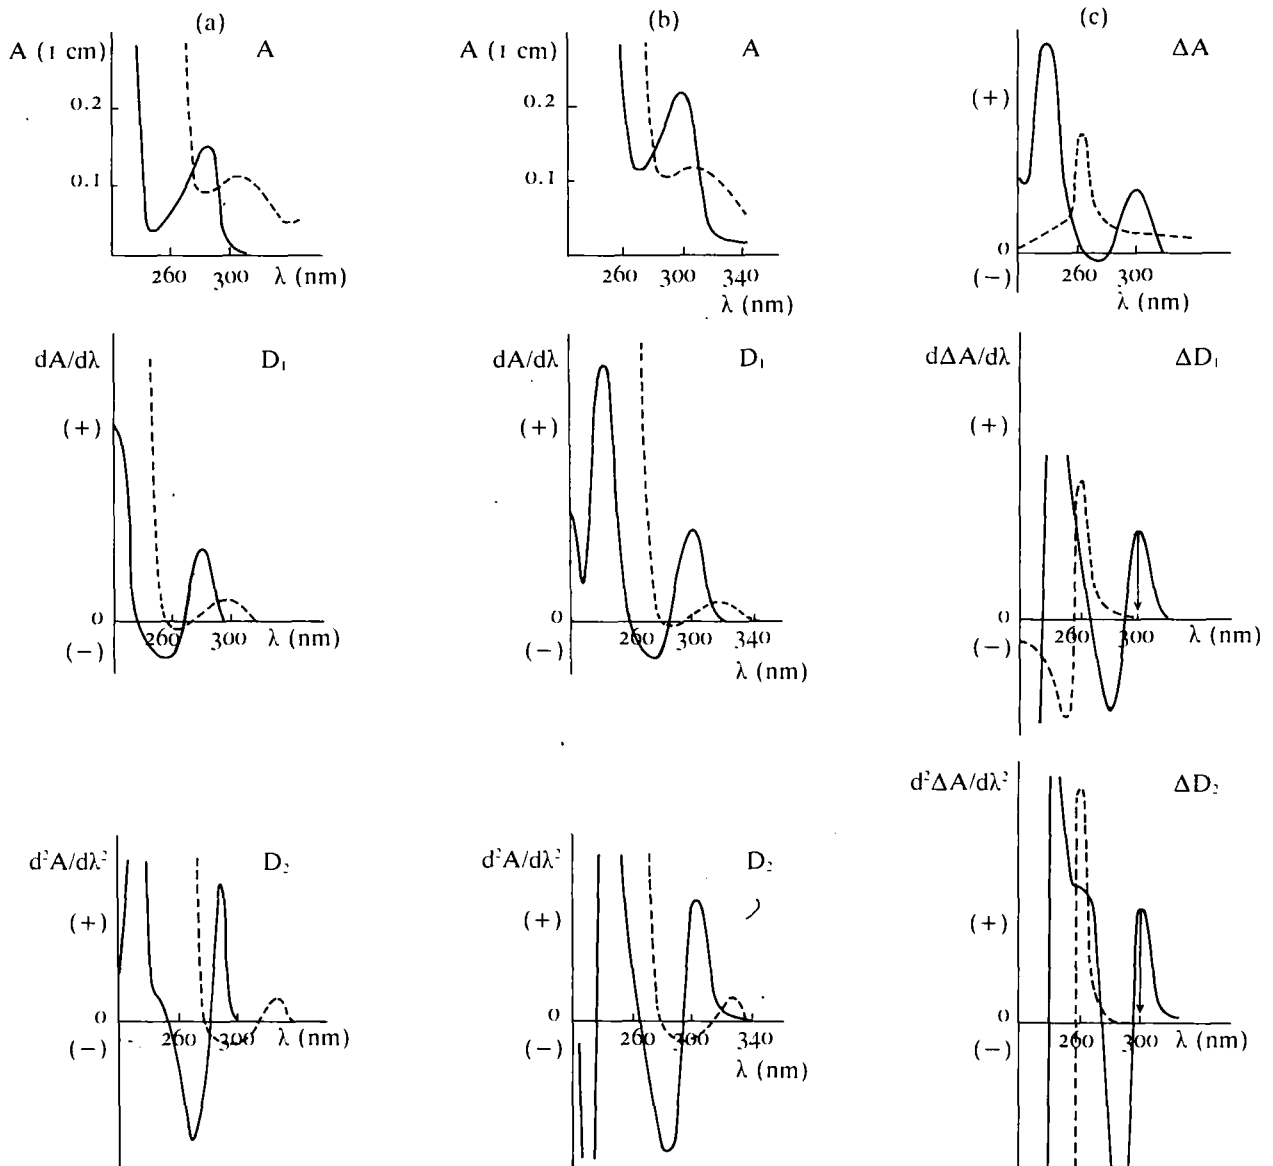 (a)
(b)
(c)
A (1 cm)
A
0.2
0.1
260 300 λ (nm)
A (1 cm)
A
0.2
0.1
260 300 340
λ (nm)
ΔA
(+)
0
(−)
260 300
λ (nm)
dA/dλ
D₁
(+)
0
(−)
260 300 λ (nm)
dA/dλ
D₁
(+)
0
(−)
260 300 340
λ (nm)
dΔA/dλ
ΔD₁
(+)
0
(−)
260 300 λ (nm)
d²A/dλ²
D₂
(+)
0
(−)
260 300 λ (nm)
d²A/dλ²
D₂
(+)
0
(−)
260 300 340
λ (nm)
d²ΔA/dλ²
ΔD₂
(+)
0
(−)
260 300 λ (nm)